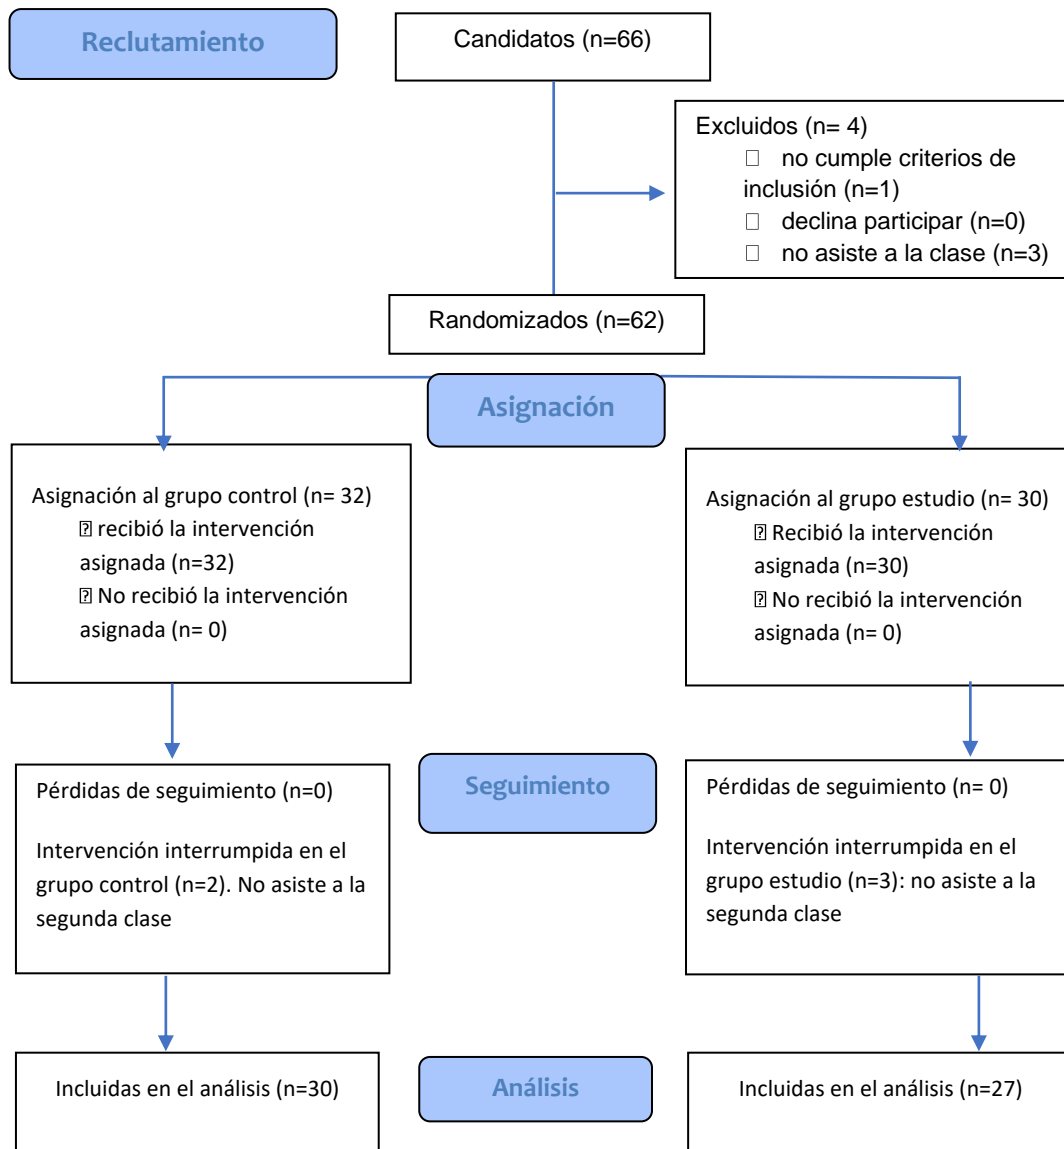 Reclutamiento
Candidatos (n=66)
Excluidos (n= 4)
□ no cumple criterios de
inclusión (n=1)
□ declina participar (n=0)
□ no asiste a la clase (n=3)
Randomizados (n=62)
Asignación
Asignación al grupo control (n= 32)
⍰ recibió la intervención
asignada (n=32)
⍰ No recibió la intervención
asignada (n= 0)
Asignación al grupo estudio (n= 30)
⍰ Recibió la intervención
asignada (n=30)
⍰ No recibió la intervención
asignada (n= 0)
Pérdidas de seguimiento (n=0)
Intervención interrumpida en el
grupo control (n=2). No asiste a la
segunda clase
Seguimiento
Pérdidas de seguimiento (n= 0)
Intervención interrumpida en el
grupo estudio (n=3): no asiste a la
segunda clase
Incluidas en el análisis (n=30)
Análisis
Incluidas en el análisis (n=27)